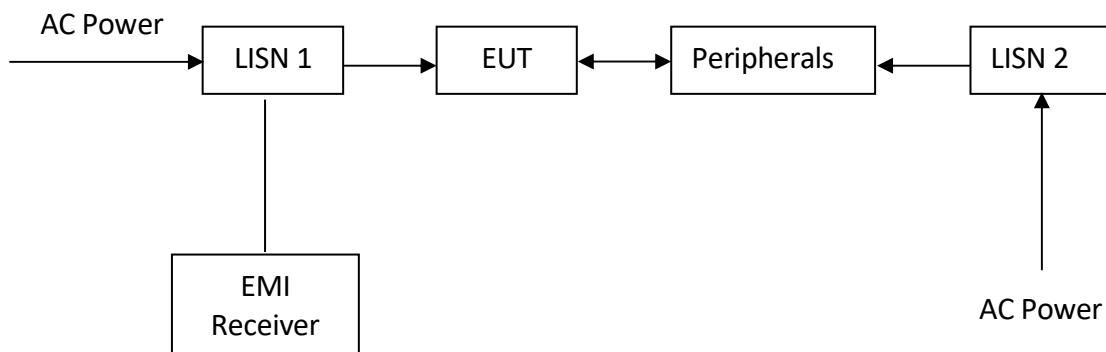 AC Power
LISN 1
EUT
Peripherals
LISN 2
EMI
Receiver
AC Power